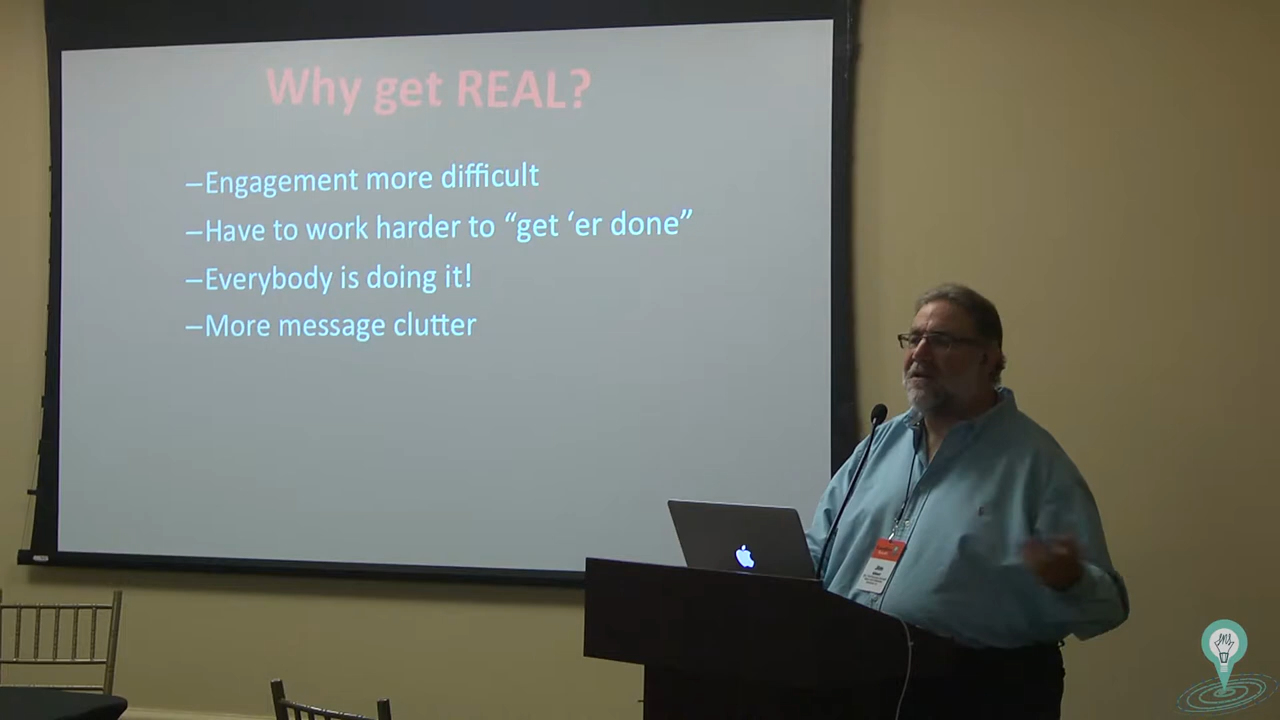 Why get REAL?
–Engagement more difficult
–Have to work harder to “get ‘er done”
–Everybody is doing it!
–More message clutter